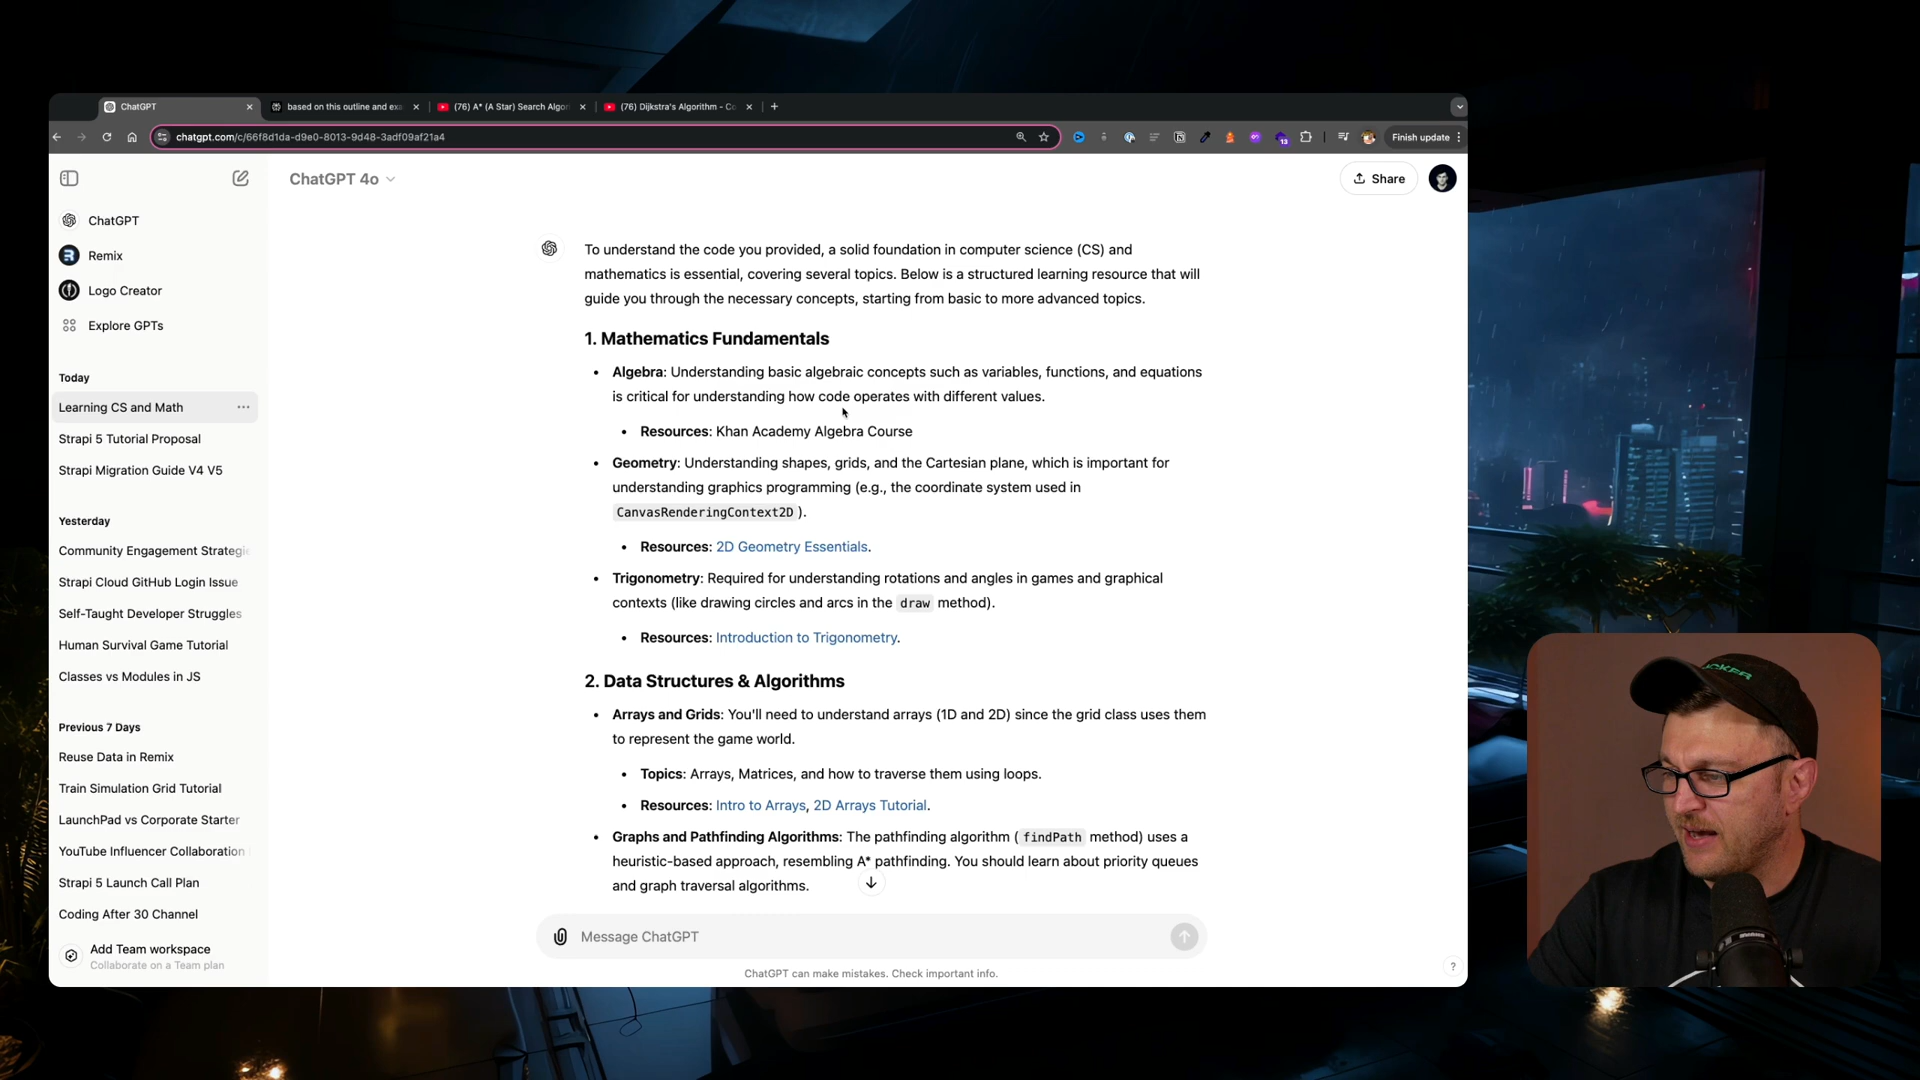 ChatGPT
based on this outline and exa
(76) A* (A Star) Search Algor
(76) Dijkstra's Algorithm - Co
chatgpt.com/c/66f8d1da-d9e0-8013-9d48-3adf09af21a4
13
Finish update
ChatGPT 4o
Share
ChatGPT
Remix
Logo Creator
Explore GPTs
Today
Learning CS and Math
Strapi 5 Tutorial Proposal
Strapi Migration Guide V4 V5
Yesterday
Community Engagement Strategie
Strapi Cloud GitHub Login Issue
Self-Taught Developer Struggles
Human Survival Game Tutorial
Classes vs Modules in JS
Previous 7 Days
Reuse Data in Remix
Train Simulation Grid Tutorial
LaunchPad vs Corporate Starter
YouTube Influencer Collaboration
Strapi 5 Launch Call Plan
Coding After 30 Channel
Add Team workspace
Collaborate on a Team plan
To understand the code you provided, a solid foundation in computer science (CS) and
mathematics is essential, covering several topics. Below is a structured learning resource that will
guide you through the necessary concepts, starting from basic to more advanced topics.
1. Mathematics Fundamentals
• Algebra: Understanding basic algebraic concepts such as variables, functions, and equations
is critical for understanding how code operates with different values.
• Resources: Khan Academy Algebra Course
• Geometry: Understanding shapes, grids, and the Cartesian plane, which is important for
understanding graphics programming (e.g., the coordinate system used in
CanvasRenderingContext2D ).
• Resources: 2D Geometry Essentials.
• Trigonometry: Required for understanding rotations and angles in games and graphical
contexts (like drawing circles and arcs in the draw method).
• Resources: Introduction to Trigonometry.
2. Data Structures & Algorithms
• Arrays and Grids: You'll need to understand arrays (1D and 2D) since the grid class uses them
to represent the game world.
• Topics: Arrays, Matrices, and how to traverse them using loops.
• Resources: Intro to Arrays, 2D Arrays Tutorial.
• Graphs and Pathfinding Algorithms: The pathfinding algorithm ( findPath method) uses a
heuristic-based approach, resembling A* pathfinding. You should learn about priority queues
and graph traversal algorithms.
Message ChatGPT
ChatGPT can make mistakes. Check important info.
?